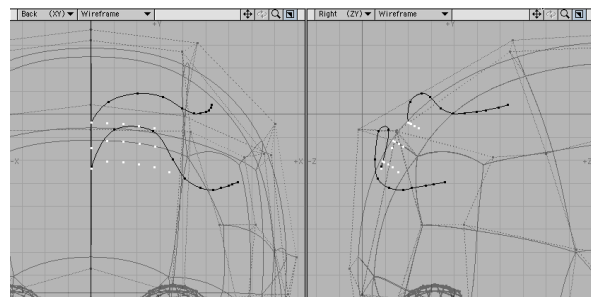 Back (XY) Wireframe
Right (ZY) Wireframe
+Y
+Y
-X
+X
-Z